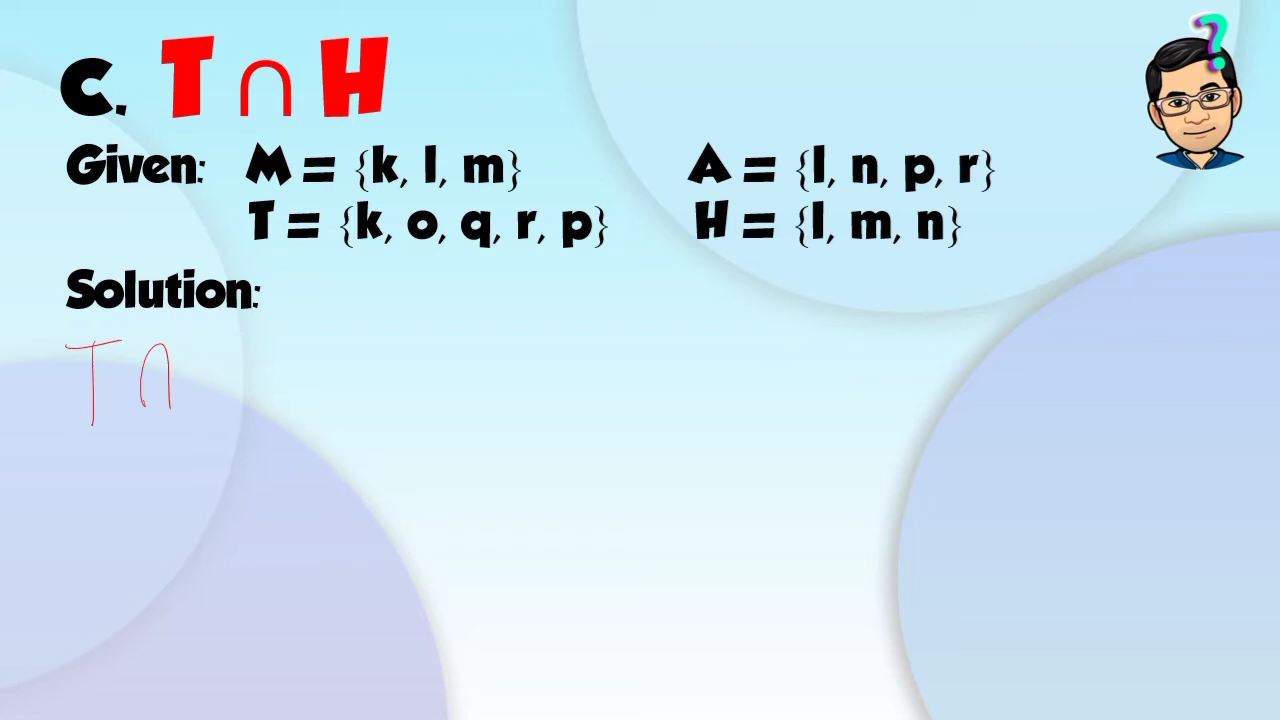 C. T ∩ H
Given: M = {k, l, m} A = {l, n, p, r}
T = {k, o, q, r, p} H = {l, m, n}
Solution:
T ∩
?